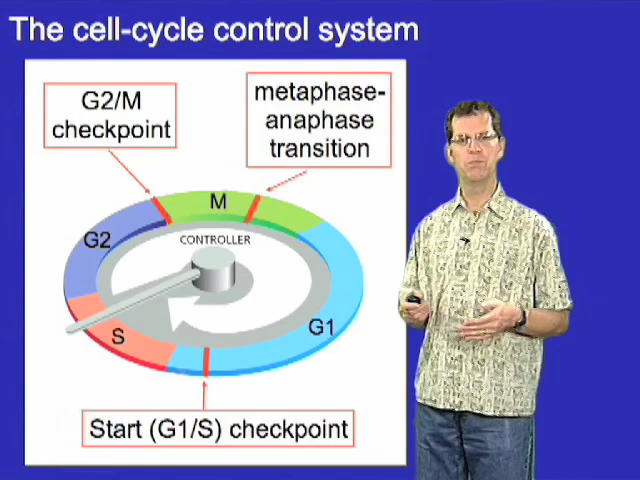 The cell-cycle control system
G2/M
checkpoint
metaphase-
anaphase
transition
M
G2
CONTROLLER
G1
S
Start (G1/S) checkpoint